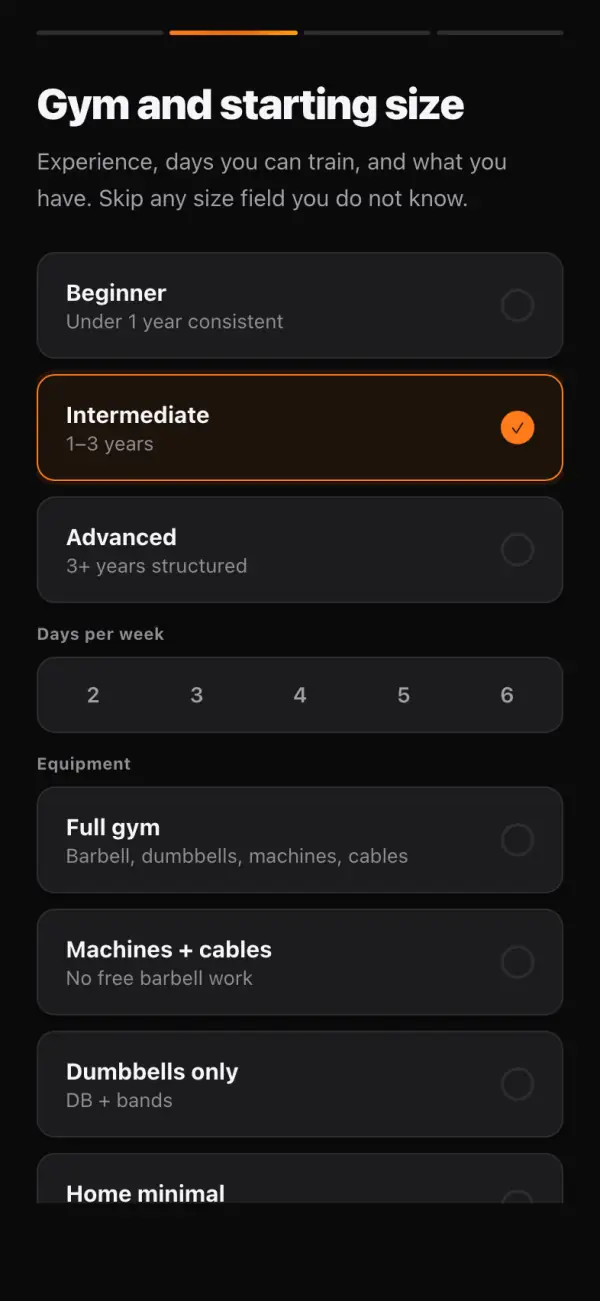 Gym and starting size
Experience, days you can train, and what you
have. Skip any size field you do not know.
Beginner
Under 1 year consistent
Intermediate
1–3 years
Advanced
3+ years structured
Days per week
2 3 4 5 6
Equipment
Full gym
Barbell, dumbbells, machines, cables
Machines + cables
No free barbell work
Dumbbells only
DB + bands
Home minimal